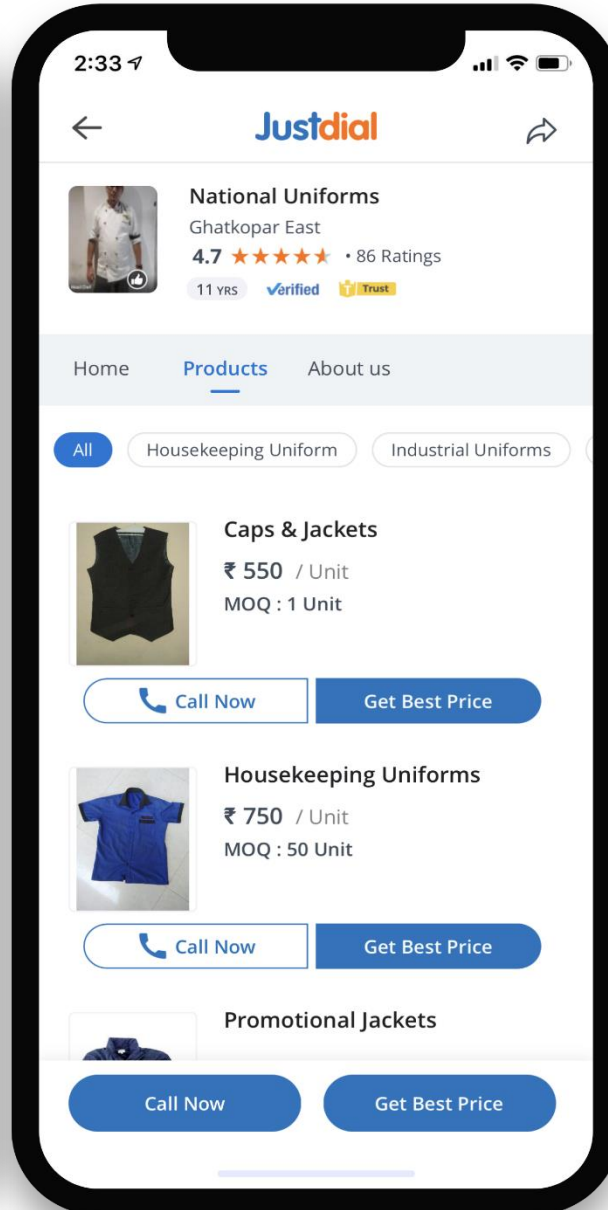 2:33
Justdial
National Uniforms
Ghatkopar East
4.7 ★★★★★ • 86 Ratings
11 YRS Verified T Trust
Home Products About us
All Housekeeping Uniform Industrial Uniforms
Caps & Jackets
₹ 550 / Unit
MOQ : 1 Unit
Call Now Get Best Price
Housekeeping Uniforms
₹ 750 / Unit
MOQ : 50 Unit
Call Now Get Best Price
Promotional Jackets
Call Now Get Best Price